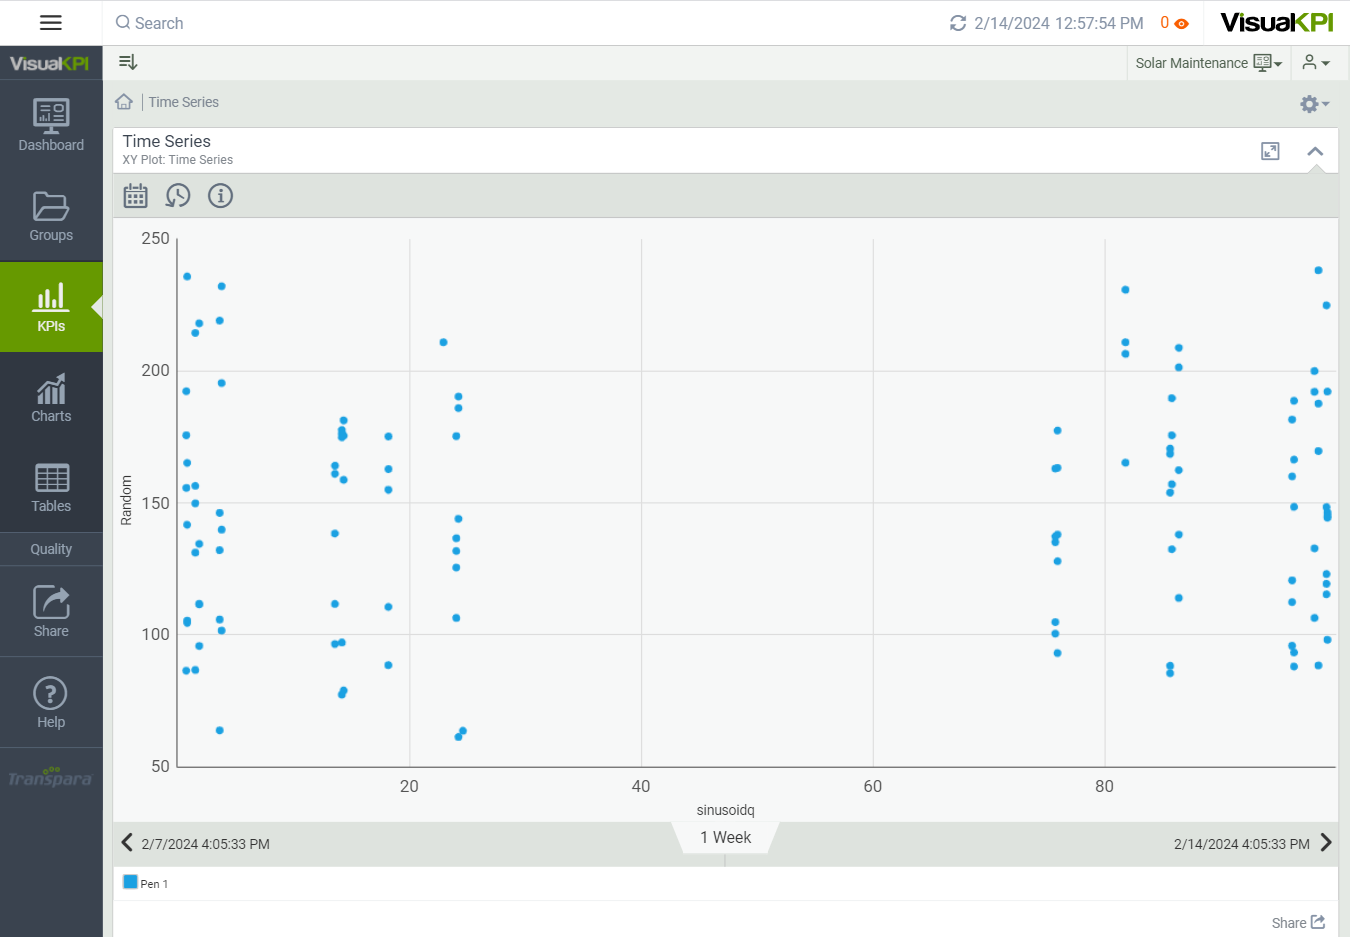 Search
2/14/2024 12:57:54 PM
0
VisuaKPI
VisuaKPI
Solar Maintenance
Time Series
Dashboard
Groups
KPIs
Charts
Tables
Quality
Share
Help
Transpara
Time Series
XY Plot: Time Series
250
200
150
100
50
Random
20
40
60
80
sinusoidq
1 Week
2/7/2024 4:05:33 PM
2/14/2024 4:05:33 PM
Pen 1
Share